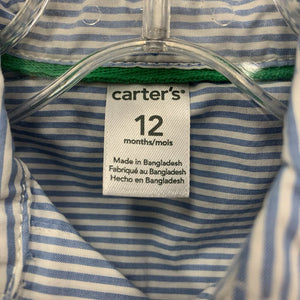 carter's®
12
months/mois
Made in Bangladesh
Fabriqué au Bangladesh
Hecho en Bangladesh